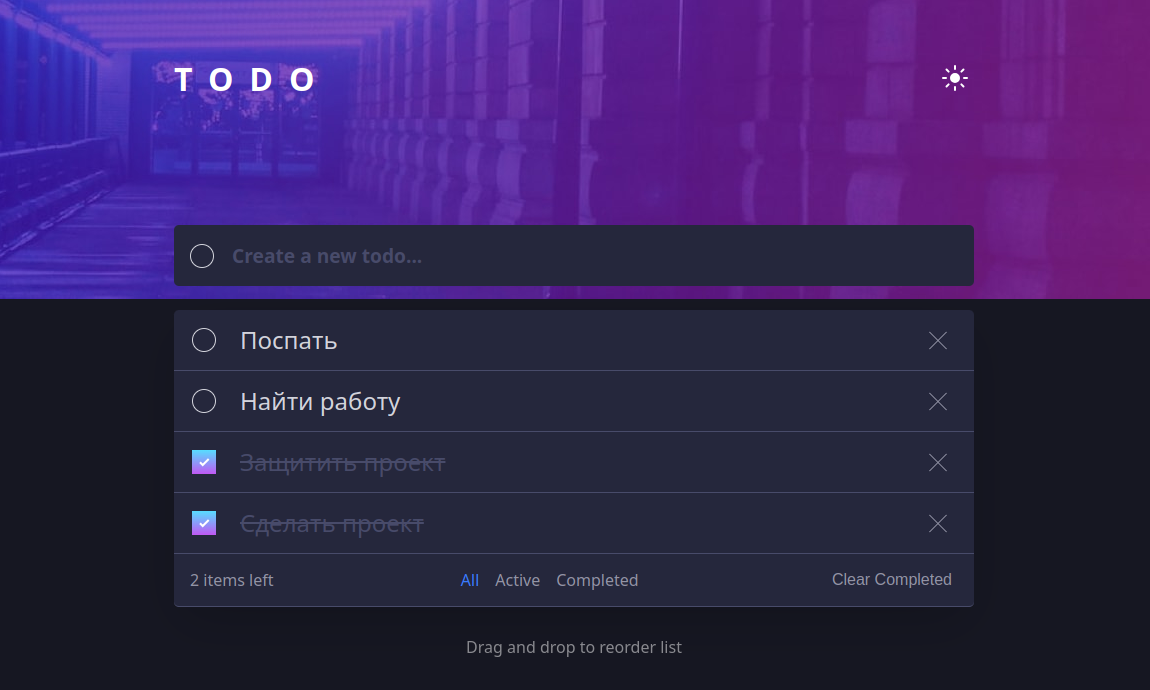 TODO
Create a new todo...
Поспать
Найти работу
Защитить проект
Сделать проект
2 items left All Active Completed Clear Completed
Drag and drop to reorder list